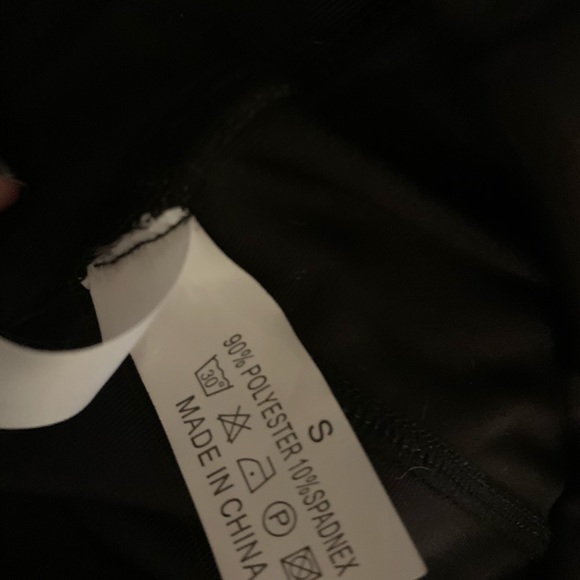 S
90% POLYESTER 10%SPADNEX
30° P
MADE IN CHINA